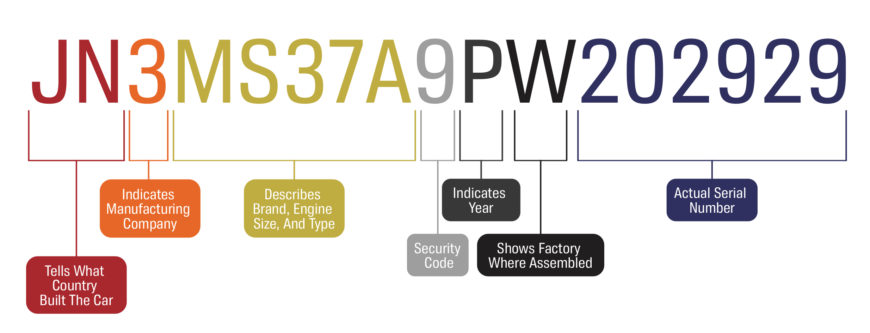 JN3MS37A9PW202929
Indicates
Manufacturing
Company
Describes
Brand, Engine
Size, And Type
Indicates
Year
Actual Serial
Number
Security
Code
Shows Factory
Where Assembled
Tells What
Country
Built The Car